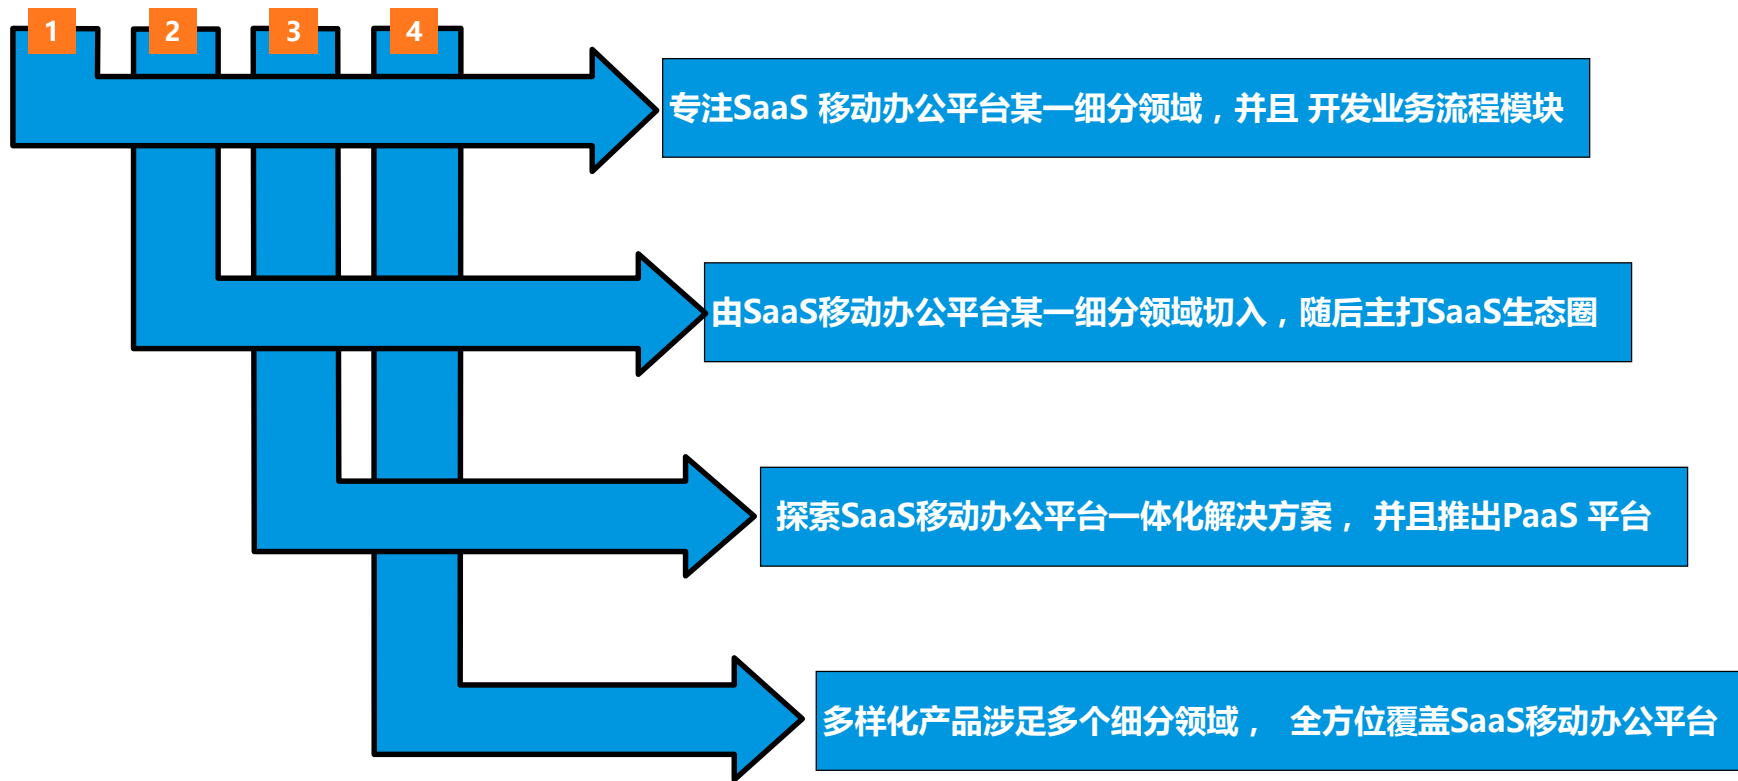 1
2
3
4
专注SaaS 移动办公平台某一细分领域，并且 开发业务流程模块
由SaaS移动办公平台某一细分领域切入，随后主打SaaS生态圈
探索SaaS移动办公平台一体化解决方案， 并且推出PaaS 平台
多样化产品涉足多个细分领域， 全方位覆盖SaaS移动办公平台